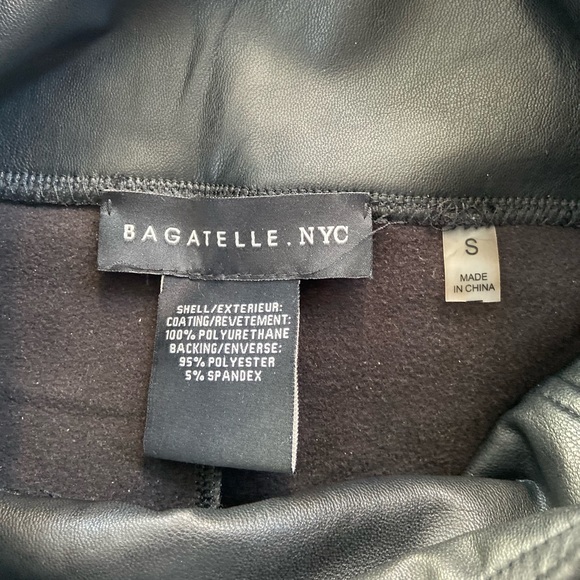 BAGATELLE.NYC
S
MADE
IN CHINA
SHELL/EXTERIEUR:
COATING/REVETEMENT:
100% POLYURETHANE
BACKING/ENVERSE:
95% POLYESTER
5% SPANDEX